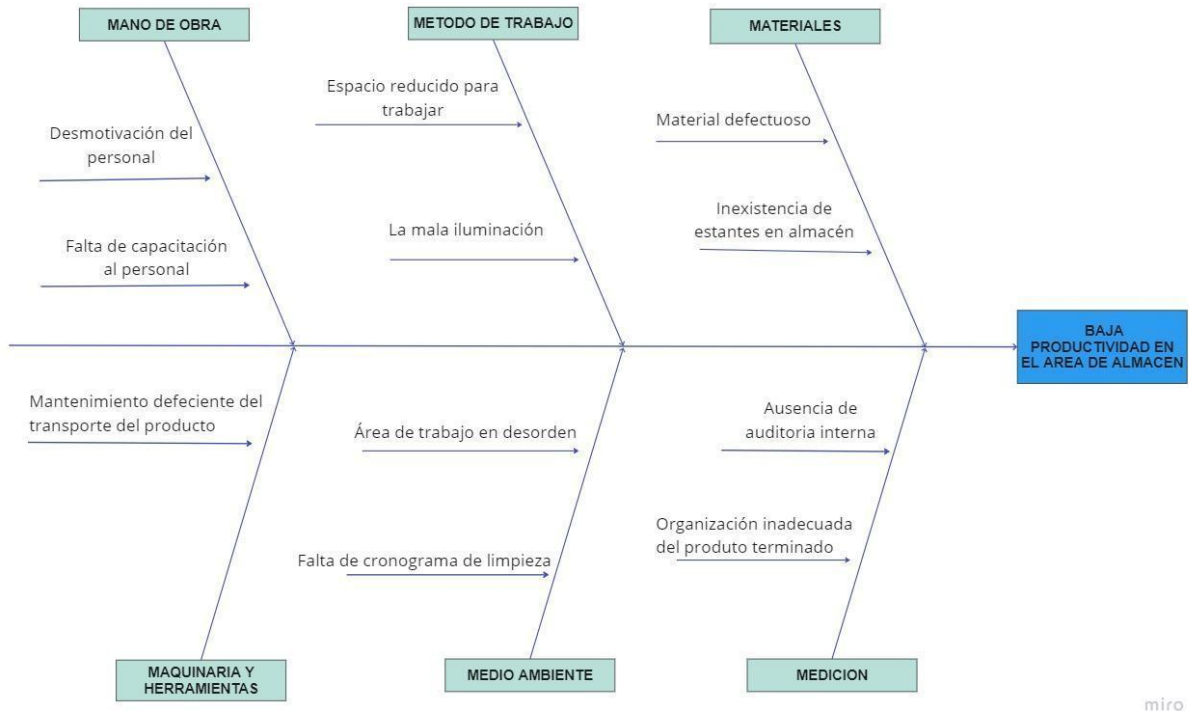 MANO DE OBRA
METODO DE TRABAJO
MATERIALES
Espacio reducido para
trabajar
Desmotivación del
personal
Material defectuoso
Falta de capacitación
al personal
La mala iluminación
Inexistencia de
estantes en almacén
BAJA
PRODUCTIVIDAD EN
EL AREA DE ALMACEN
Mantenimiento defeciente del
transporte del producto
Área de trabajo en desorden
Ausencia de
auditoria interna
Falta de cronograma de limpieza
Organización inadecuada
del produto terminado
MAQUINARIA Y
HERRAMIENTAS
MEDIO AMBIENTE
MEDICION
miro